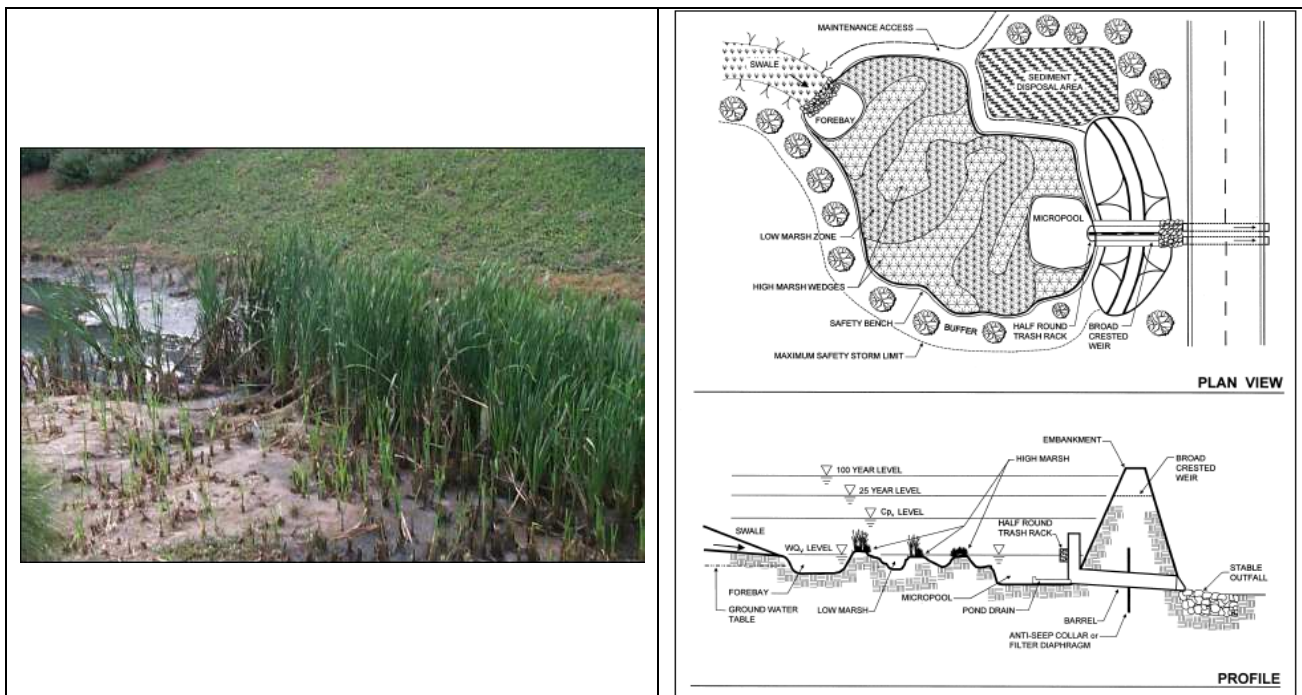 MAINTENANCE ACCESS
SWALE
SEDIMENT
DISPOSAL AREA
FOREBAY
MICROPOOL
LOW MARSH ZONE
HIGH MARSH WEDGES
SAFETY BENCH
BUFFER
HALF ROUND
TRASH RACK
BROAD
CRESTED
WEIR
MAXIMUM SAFETY STORM LIMIT
PLAN VIEW
EMBANKMENT
HIGH MARSH
BROAD
CRESTED
WEIR
100 YEAR LEVEL
25 YEAR LEVEL
Cpv LEVEL
HALF ROUND
TRASH RACK
SWALE
WQV LEVEL
STABLE
OUTFALL
FOREBAY
GROUND WATER
TABLE
LOW MARSH
MICROPOOL
POND DRAIN
BARREL
ANTI-SEEP COLLAR or
FILTER DIAPHRAGM
PROFILE